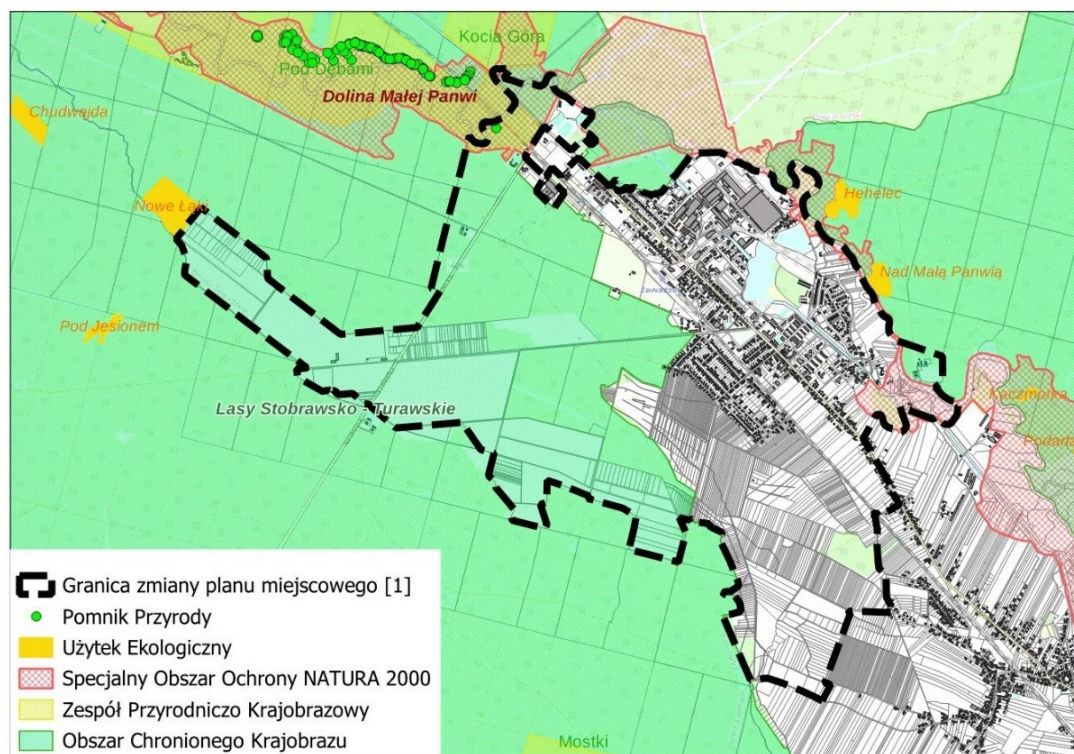 Kocia Góra
Pod Dębami
Dolina Małej Panwi
Chudwajda
Hehelec
Nowe Łąki
Nad Małą Panwią
Pod Jesionem
Kaczmorka
Lasy Stobrawsko - Turawskie
Granica zmiany planu miejscowego [1]
Pomnik Przyrody
Użytek Ekologiczny
Specjalny Obszar Ochrony NATURA 2000
Zespół Przyrodniczo Krajobrazowy
Obszar Chronionego Krajobrazu
Mostki